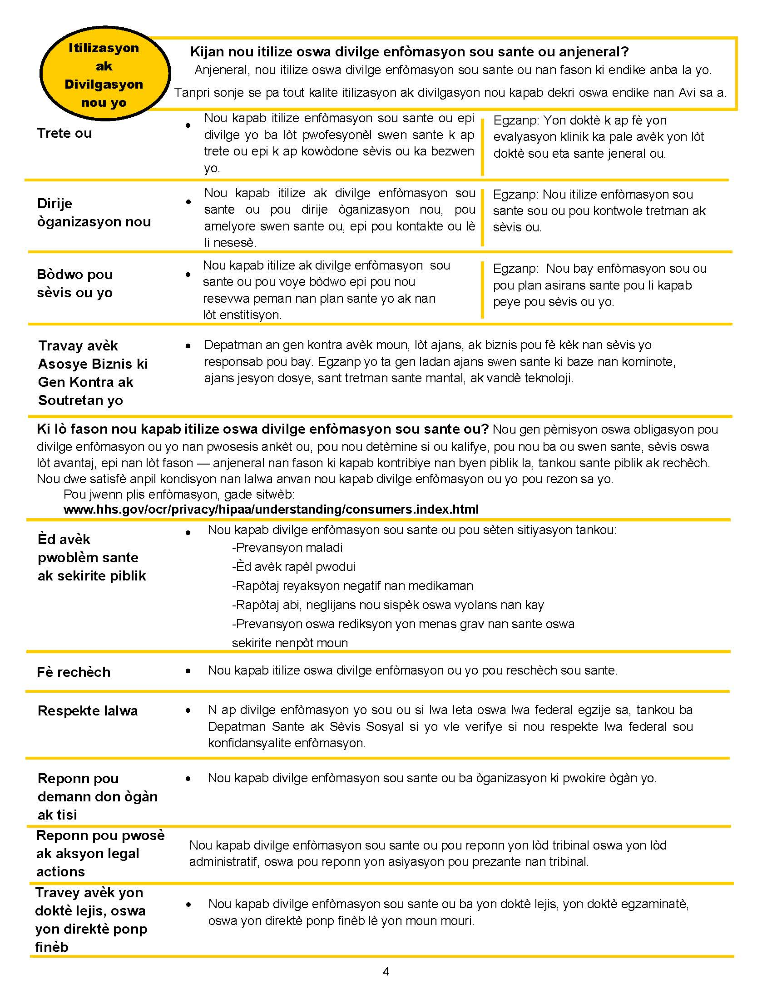 Itilizasyon
ak
Divilgasyon
nou yo
Kijan nou itilize oswa divilge enfòmasyon sou sante ou anjeneral?
Anjeneral, nou itilize oswa divilge enfòmasyon sou sante ou nan fason ki endike anba la yo.
Tanpri sonje se pa tout kalite itilizasyon ak divilgasyon nou kapab dekri oswa endike nan Avi sa a.
Trete ou
• Nou kapab itilize enfòmasyon sou sante ou epi
divilge yo ba lòt pwofesyonèl swen sante k ap
trete ou epi k ap kowòdone sèvis ou ka bezwen
yo.
Egzanp: Yon doktè k ap fè yon
evalyasyon klinik ka pale avèk yon lòt
doktè sou eta sante jeneral ou.
Dirije
òganizasyon nou
• Nou kapab itilize ak divilge enfòmasyon sou
sante ou pou dirije òganizasyon nou, pou
amelyore swen sante ou, epi pou kontakte ou lè
li nesesè.
Egzanp: Nou itilize enfòmasyon sou
sante sou ou pou kontwole tretman ak
sèvis ou.
Bòdwo pou
sèvis ou yo
• Nou kapab itilize ak divilge enfòmasyon sou
sante ou pou voye bòdwo epi pou nou
resevwa peman nan plan sante yo ak nan
lòt enstitisyon.
Egzanp: Nou bay enfòmasyon sou ou
pou plan asirans sante pou li kapab
peye pou sèvis ou yo.
Travay avèk
Asosye Biznis ki
Gen Kontra ak
Soutretan yo
• Depatman an gen kontra avèk moun, lòt ajans, ak biznis pou fè kèk nan sèvis yo
responsab pou bay. Egzanp yo ta gen ladan ajans swen sante ki baze nan kominote,
ajans jesyon dosye, sant tretman sante mantal, ak vandè teknoloji.
Ki lò fason nou kapab itilize oswa divilge enfòmasyon sou sante ou? Nou gen pèmisyon oswa obligasyon pou
divilge enfòmasyon ou yo nan pwosesis ankèt ou, pou nou detèmine si ou kalifye, pou nou ba ou swen sante, sèvis oswa
lòt avantaj, epi nan lòt fason — anjeneral nan fason ki kapab kontribiye nan byen piblik la, tankou sante piblik ak rechèch.
Nou dwe satisfè anpil kondisyon nan lalwa anvan nou kapab divilge enfòmasyon ou yo pou rezon sa yo.
Pou jwenn plis enfòmasyon, gade sitwèb:
www.hhs.gov/ocr/privacy/hipaa/understanding/consumers.index.html
Èd avèk
pwoblèm sante
ak sekirite piblik
• Nou kapab divilge enfòmasyon sou sante ou pou sèten sitiyasyon tankou:
-Prevansyon maladi
-Èd avèk rapèl pwodui
-Rapòtaj reyaksyon negatif nan medikaman
-Rapòtaj abi, neglijans nou sispèk oswa vyolans nan kay
-Prevansyon oswa rediksyon yon menas grav nan sante oswa
sekirite nenpòt moun
Fè rechèch
• Nou kapab itilize oswa divilge enfòmasyon ou yo pou reschèch sou sante.
Respekte lalwa
• N ap divilge enfòmasyon yo sou ou si lwa leta oswa lwa federal egzije sa, tankou ba
Depatman Sante ak Sèvis Sosyal si yo vle verifye si nou respekte lwa federal sou
konfidansyalite enfòmasyon.
Reponn pou
demann don ògàn
ak tisi
• Nou kapab divilge enfòmasyon sou sante ou ba òganizasyon ki pwokire ògàn yo.
Reponn pou pwosè
ak aksyon legal
actions
Nou kapab divilge enfòmasyon sou sante ou pou reponn yon lòd tribinal oswa yon lòd
administratif, oswa pou reponn yon asiyasyon pou prezante nan tribinal.
Travey avèk yon
doktè lejis, oswa
yon direktè ponp
finèb
• Nou kapab divilge enfòmasyon sou sante ou ba yon doktè lejis, yon doktè egzaminatè,
oswa yon direktè ponp finèb lè yon moun mouri.
4